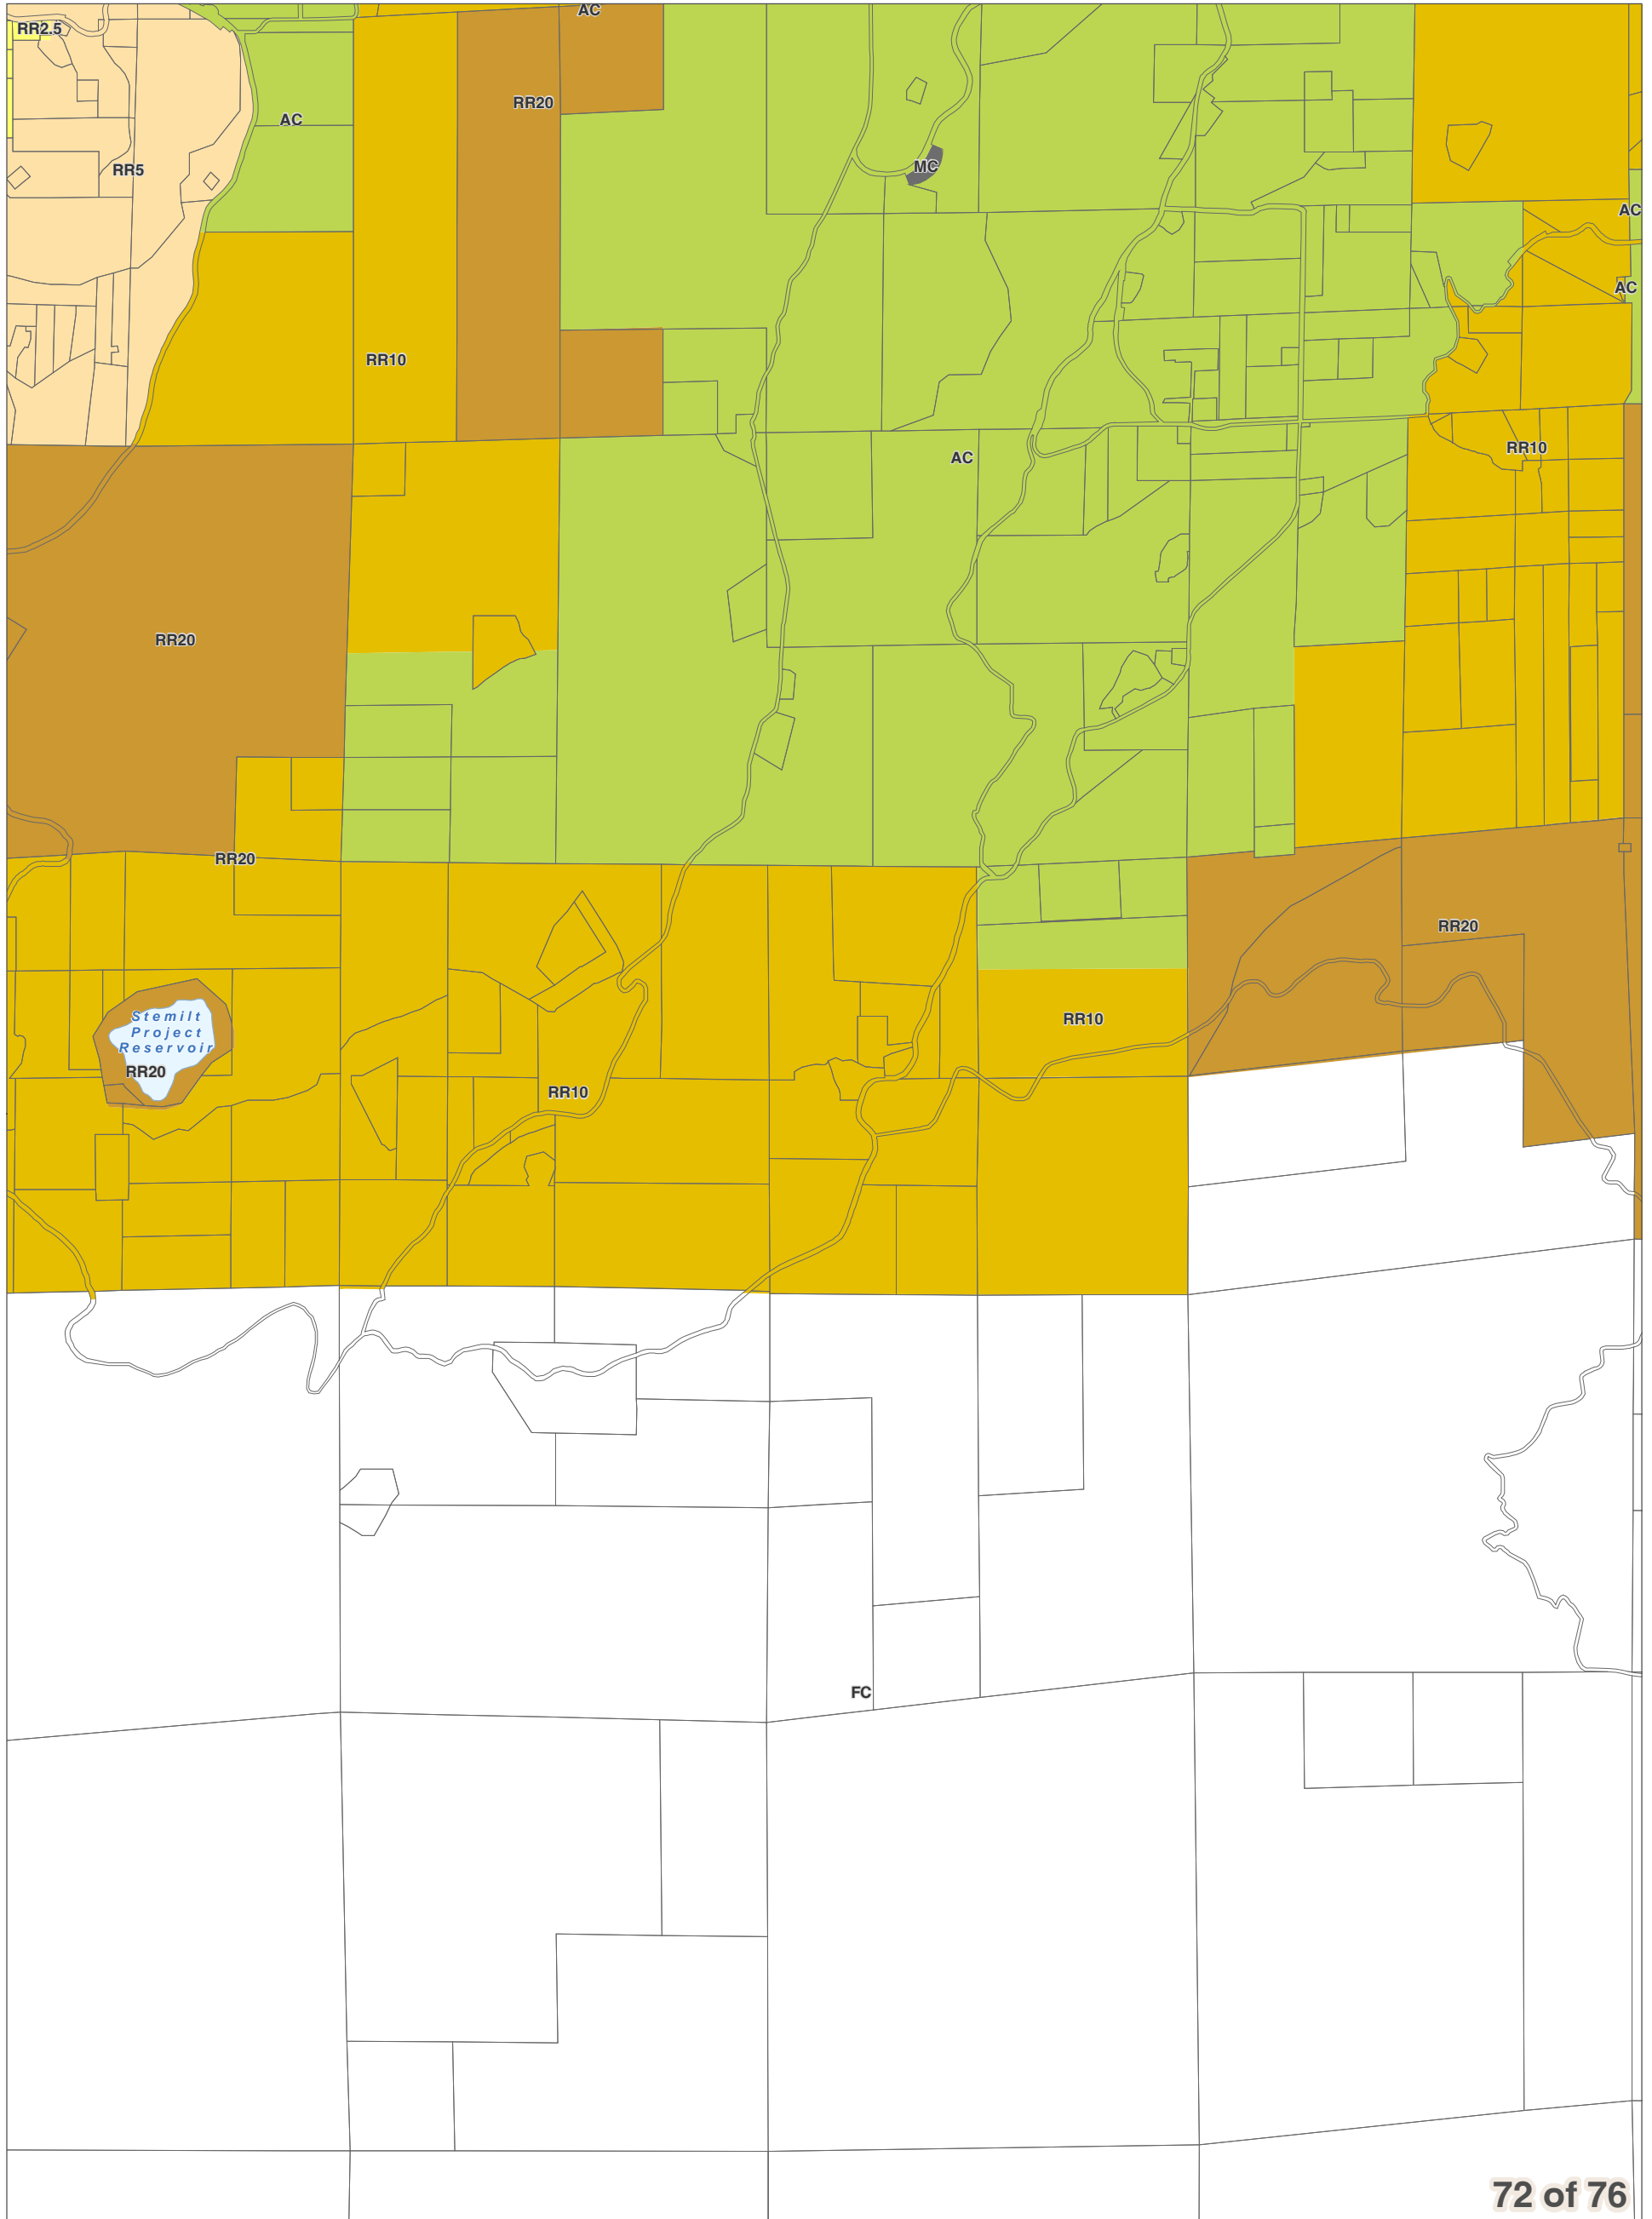 AC
RR2.5
RR20
AC
MC
RR5
AC
AC
RR10
RR10
AC
RR20
RR20
RR20
Stemilt
Project
Reservoir
RR10
RR20
RR10
FC
72 of 76